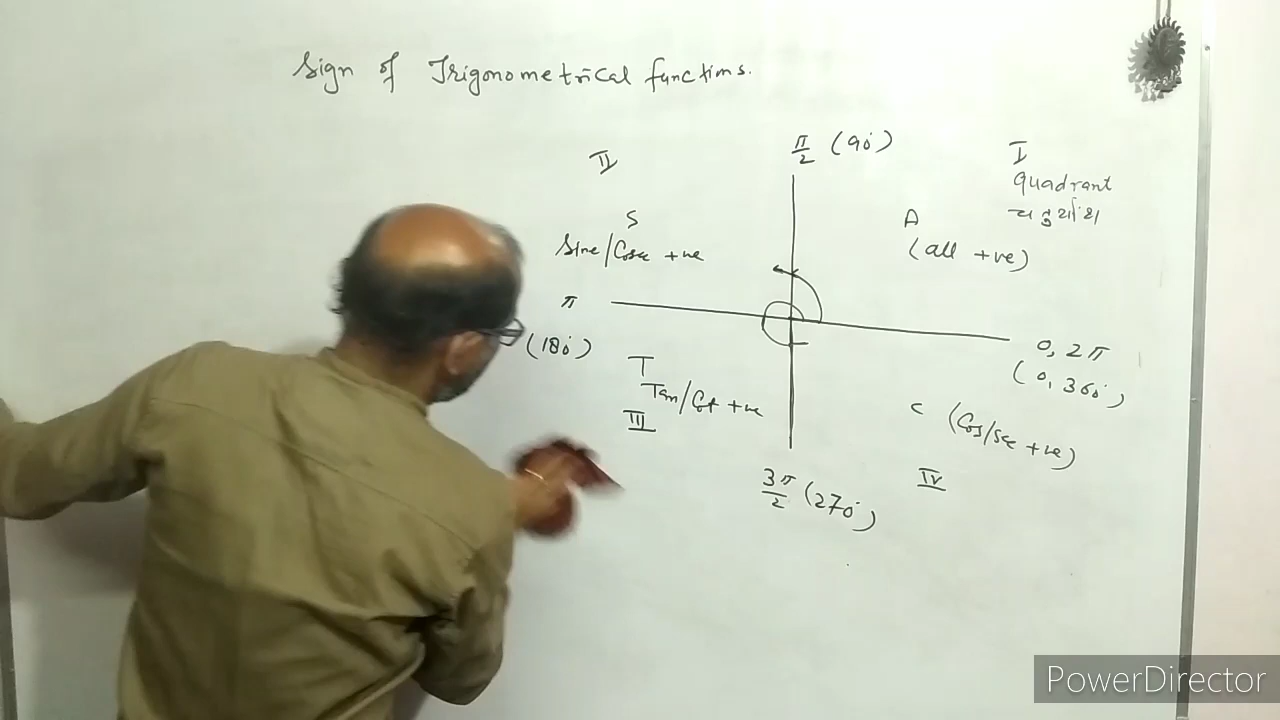 Sign of Trigonometrical functions.
π/2 (90°)
I
Quadrant
चतुर्थांश
II
S
Sine/Cosec +ve
A
(all +ve)
π
(180°)
0, 2π
(0, 360°)
T
Tan/Cot +ve
III
C (Cos/Sec +ve)
IV
3π/2 (270°)
PowerDirector